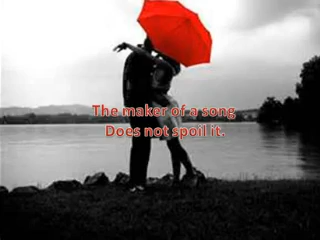 The maker of a song
Does not spoil it.